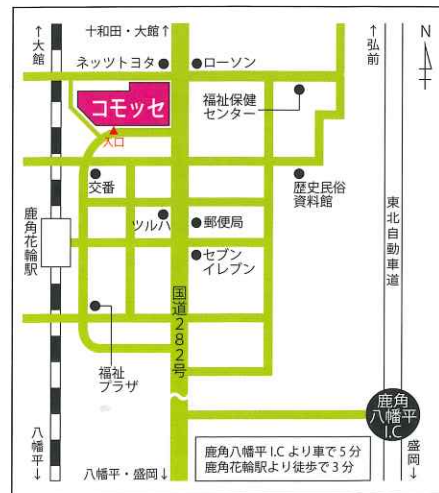 ↑大館
十和田・大館↑
↑弘前
N
ネッツトヨタ
ローソン
コモッセ
福祉保健
センター
入口
交番
歴史民俗
資料館
ツルハ
郵便局
鹿角花輪駅
セブン
イレブン
東北自動車道
国道282号
福祉
プラザ
鹿角
八幡平
I.C
八幡平↓
八幡平・盛岡↓
鹿角八幡平 I.C より車で 5 分
鹿角花輪駅より徒歩で 3 分
盛岡↓